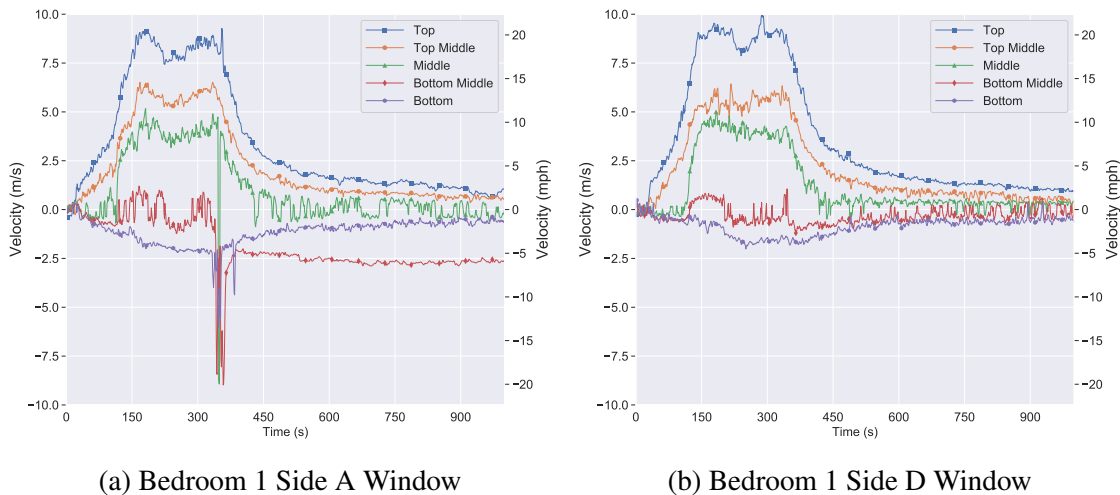 10.0
7.5
5.0
2.5
0.0
−2.5
−5.0
−7.5
−10.0
Velocity (m/s)
0 150 300 450 600 750 900
Time (s)
20
15
10
5
0
−5
−10
−15
−20
Velocity (mph)
Top
Top Middle
Middle
Bottom Middle
Bottom
(a) Bedroom 1 Side A Window
10.0
7.5
5.0
2.5
0.0
−2.5
−5.0
−7.5
−10.0
Velocity (m/s)
0 150 300 450 600 750 900
Time (s)
20
15
10
5
0
−5
−10
−15
−20
Velocity (mph)
Top
Top Middle
Middle
Bottom Middle
Bottom
(b) Bedroom 1 Side D Window